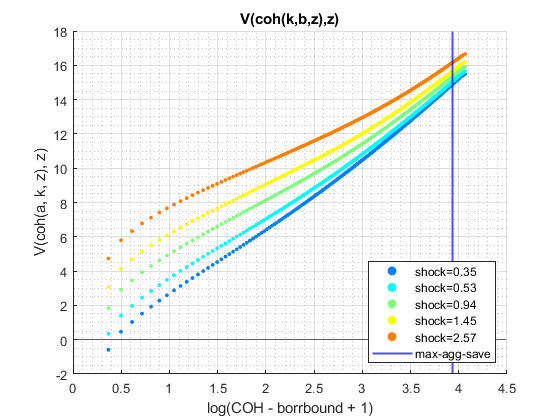 V(coh(k,b,z),z)
18
16
14
12
10
8
6
4
2
0
-2
V(coh(a, k, z), z)
0 0.5 1 1.5 2 2.5 3 3.5 4 4.5
log(COH - borrbound + 1)
shock=0.35
shock=0.53
shock=0.94
shock=1.45
shock=2.57
max-agg-save